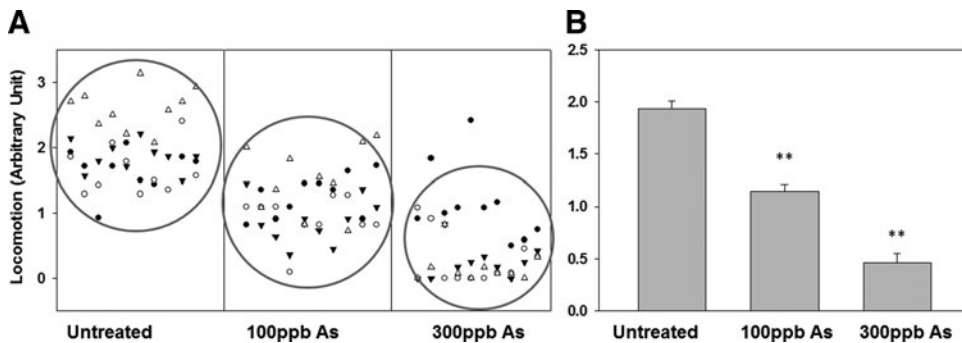 A
B
Locomotion (Arbitrary Unit)
3
2
1
0
Untreated
100ppb As
300ppb As
2.5
2.0
1.5
1.0
0.5
0.0
**
**
Untreated
100ppb As
300ppb As